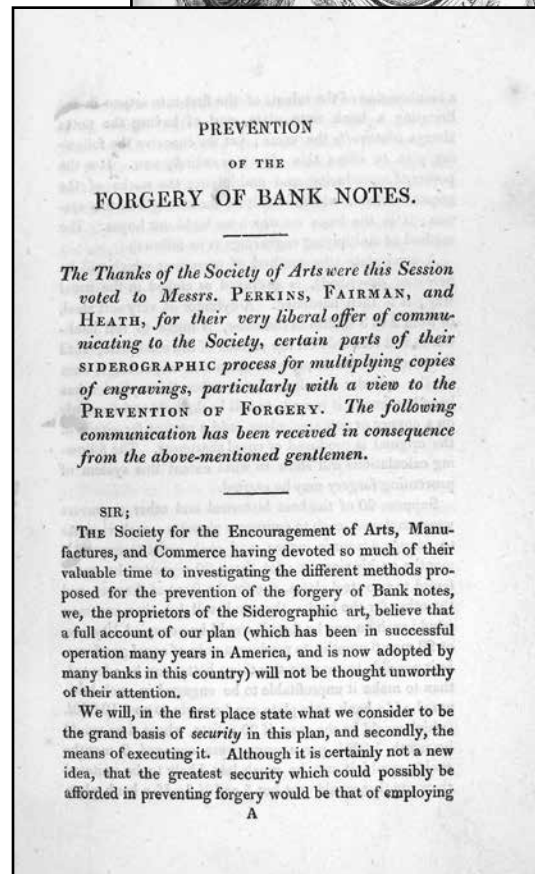 PREVENTION
OF THE
FORGERY OF BANK NOTES.
The Thanks of the Society of Arts were this Session
voted to Messrs. PERKINS, FAIRMAN, and
HEATH, for their very liberal offer of commu-
nicating to the Society, certain parts of their
SIDEROGRAPHIC process for multiplying copies
of engravings, particularly with a view to the
PREVENTION OF FORGERY. The following
communication has been received in consequence
from the above-mentioned gentlemen.
SIR;
THE Society for the Encouragement of Arts, Manu-
factures, and Commerce having devoted so much of their
valuable time to investigating the different methods pro-
posed for the prevention of the forgery of Bank notes,
we, the proprietors of the Siderographic art, believe that
a full account of our plan (which has been in successful
operation many years in America, and is now adopted by
many banks in this country) will not be thought unworthy
of their attention.
We will, in the first place state what we consider to be
the grand basis of security in this plan, and secondly, the
means of executing it. Although it is certainly not a new
idea, that the greatest security which could possibly be
afforded in preventing forgery would be that of employing
A